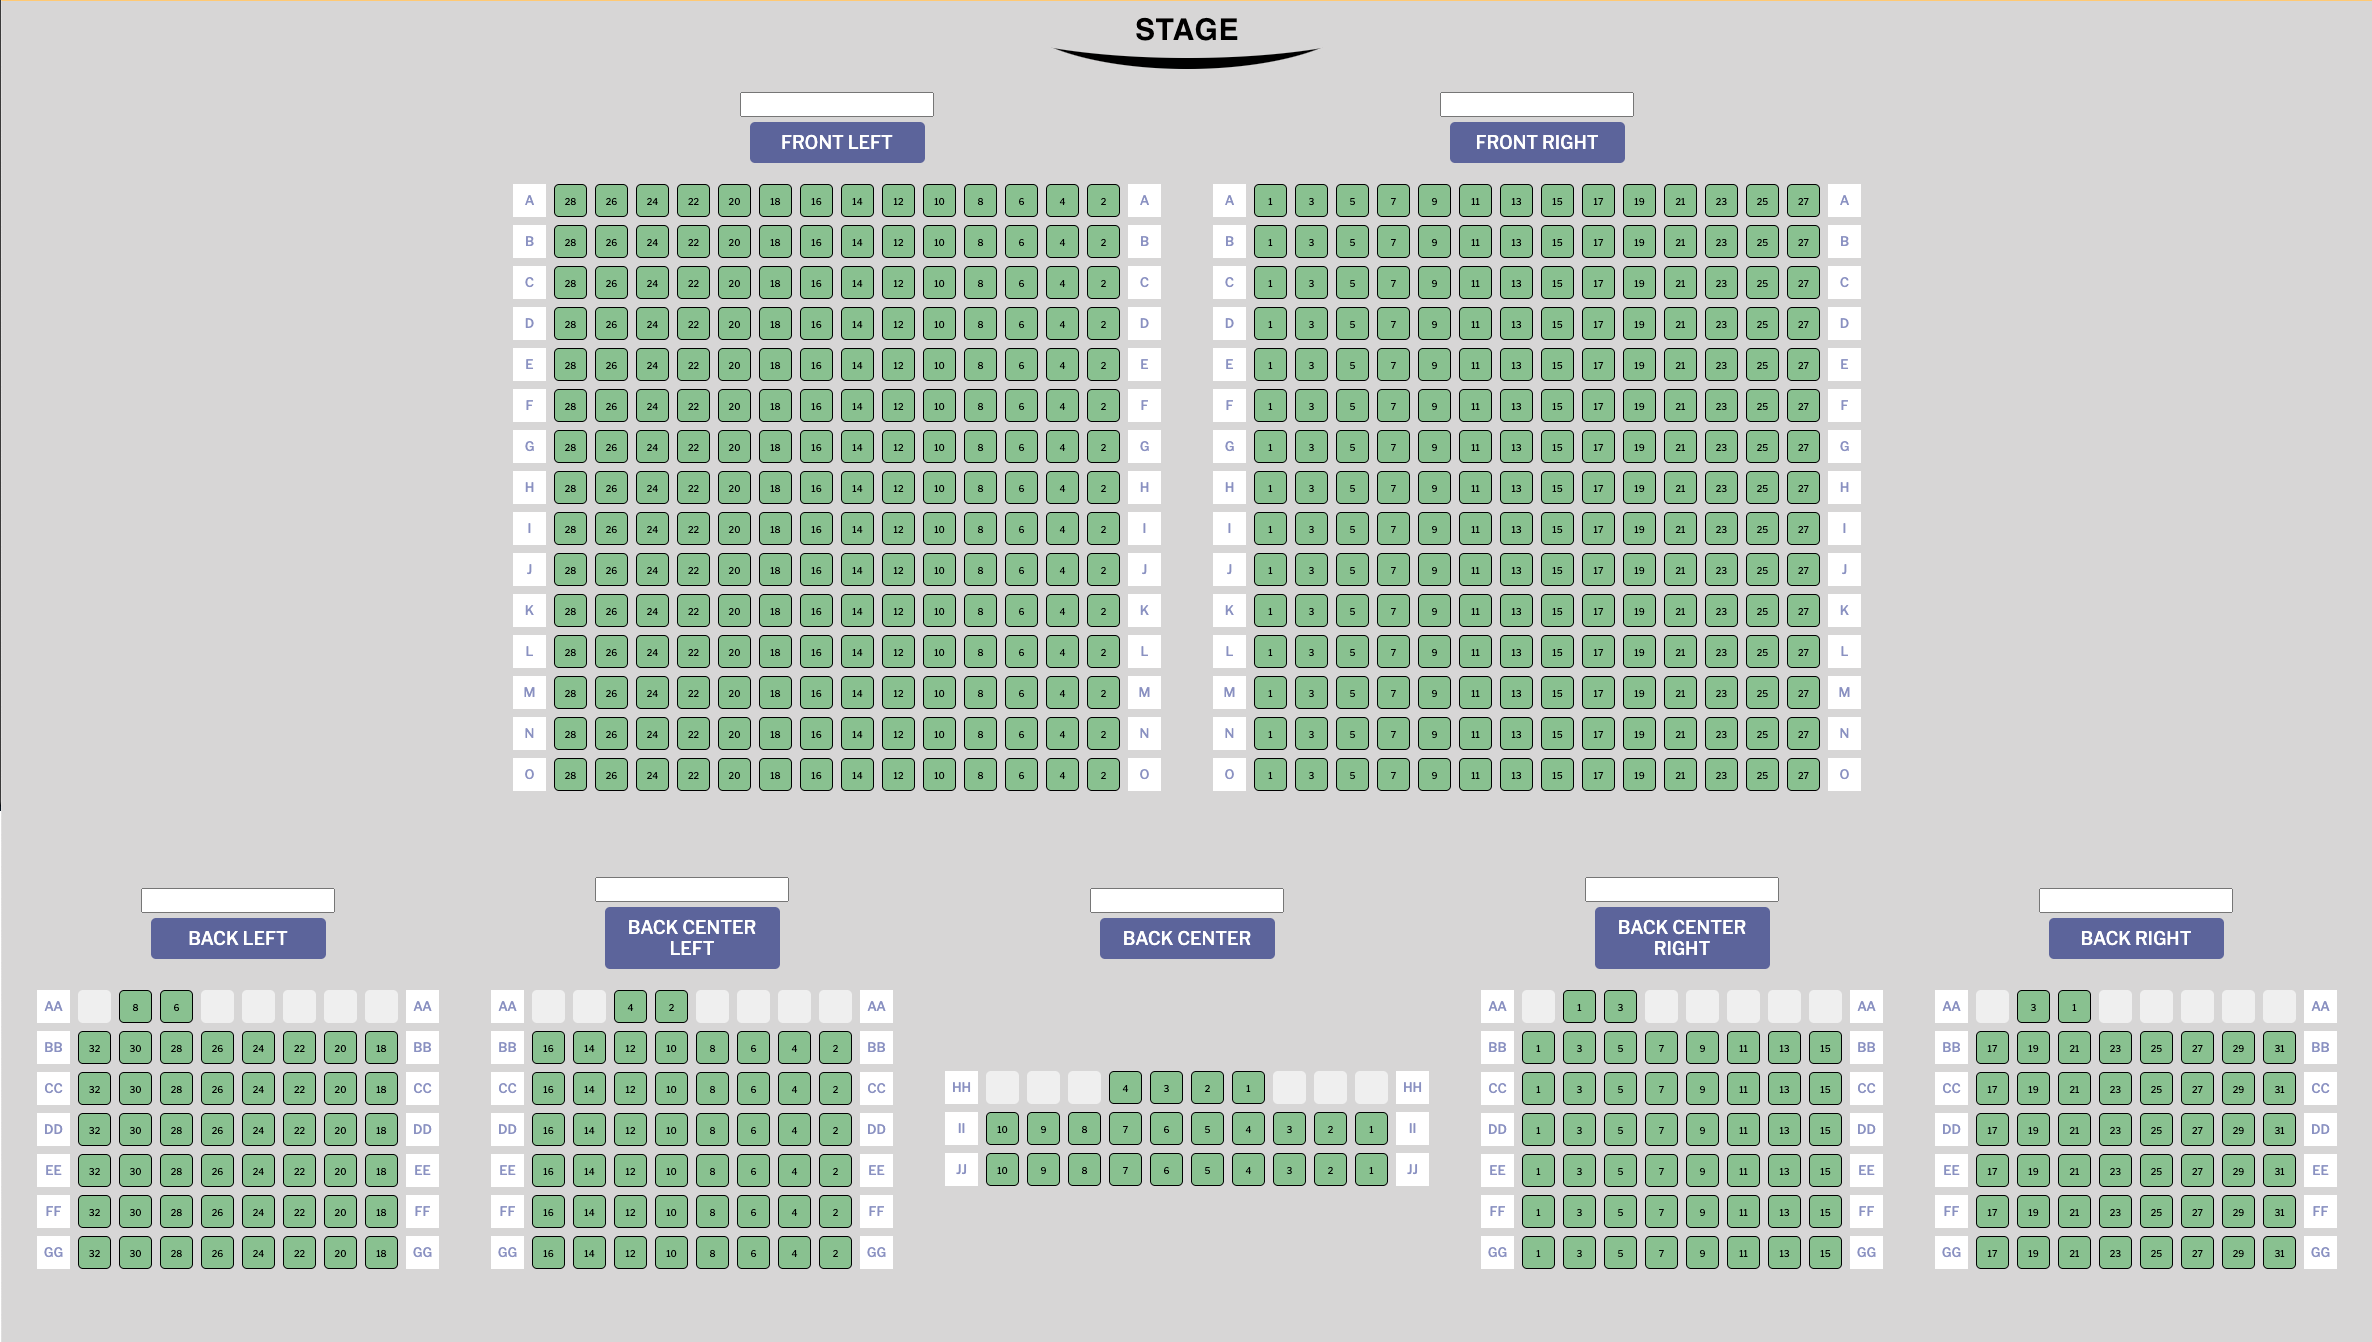 STAGE
FRONT LEFT FRONT RIGHT
A 28 26 24 22 20 18 16 14 12 10 8 6 4 2 A A 1 3 5 7 9 11 13 15 17 19 21 23 25 27 A
B 28 26 24 22 20 18 16 14 12 10 8 6 4 2 B B 1 3 5 7 9 11 13 15 17 19 21 23 25 27 B
C 28 26 24 22 20 18 16 14 12 10 8 6 4 2 C C 1 3 5 7 9 11 13 15 17 19 21 23 25 27 C
D 28 26 24 22 20 18 16 14 12 10 8 6 4 2 D D 1 3 5 7 9 11 13 15 17 19 21 23 25 27 D
E 28 26 24 22 20 18 16 14 12 10 8 6 4 2 E E 1 3 5 7 9 11 13 15 17 19 21 23 25 27 E
F 28 26 24 22 20 18 16 14 12 10 8 6 4 2 F F 1 3 5 7 9 11 13 15 17 19 21 23 25 27 F
G 28 26 24 22 20 18 16 14 12 10 8 6 4 2 G G 1 3 5 7 9 11 13 15 17 19 21 23 25 27 G
H 28 26 24 22 20 18 16 14 12 10 8 6 4 2 H H 1 3 5 7 9 11 13 15 17 19 21 23 25 27 H
I 28 26 24 22 20 18 16 14 12 10 8 6 4 2 I I 1 3 5 7 9 11 13 15 17 19 21 23 25 27 I
J 28 26 24 22 20 18 16 14 12 10 8 6 4 2 J J 1 3 5 7 9 11 13 15 17 19 21 23 25 27 J
K 28 26 24 22 20 18 16 14 12 10 8 6 4 2 K K 1 3 5 7 9 11 13 15 17 19 21 23 25 27 K
L 28 26 24 22 20 18 16 14 12 10 8 6 4 2 L L 1 3 5 7 9 11 13 15 17 19 21 23 25 27 L
M 28 26 24 22 20 18 16 14 12 10 8 6 4 2 M M 1 3 5 7 9 11 13 15 17 19 21 23 25 27 M
N 28 26 24 22 20 18 16 14 12 10 8 6 4 2 N N 1 3 5 7 9 11 13 15 17 19 21 23 25 27 N
O 28 26 24 22 20 18 16 14 12 10 8 6 4 2 O O 1 3 5 7 9 11 13 15 17 19 21 23 25 27 O
BACK LEFT
AA 8 6 AA
BB 32 30 28 26 24 22 20 18 BB
CC 32 30 28 26 24 22 20 18 CC
DD 32 30 28 26 24 22 20 18 DD
EE 32 30 28 26 24 22 20 18 EE
FF 32 30 28 26 24 22 20 18 FF
GG 32 30 28 26 24 22 20 18 GG
BACK CENTER
LEFT
AA 4 2 AA
BB 16 14 12 10 8 6 4 2 BB
CC 16 14 12 10 8 6 4 2 CC
DD 16 14 12 10 8 6 4 2 DD
EE 16 14 12 10 8 6 4 2 EE
FF 16 14 12 10 8 6 4 2 FF
GG 16 14 12 10 8 6 4 2 GG
BACK CENTER
HH 4 3 2 1 HH
II 10 9 8 7 6 5 4 3 2 1 II
JJ 10 9 8 7 6 5 4 3 2 1 JJ
BACK CENTER
RIGHT
AA 1 3 AA
BB 1 3 5 7 9 11 13 15 BB
CC 1 3 5 7 9 11 13 15 CC
DD 1 3 5 7 9 11 13 15 DD
EE 1 3 5 7 9 11 13 15 EE
FF 1 3 5 7 9 11 13 15 FF
GG 1 3 5 7 9 11 13 15 GG
BACK RIGHT
AA 3 1 AA
BB 17 19 21 23 25 27 29 31 BB
CC 17 19 21 23 25 27 29 31 CC
DD 17 19 21 23 25 27 29 31 DD
EE 17 19 21 23 25 27 29 31 EE
FF 17 19 21 23 25 27 29 31 FF
GG 17 19 21 23 25 27 29 31 GG